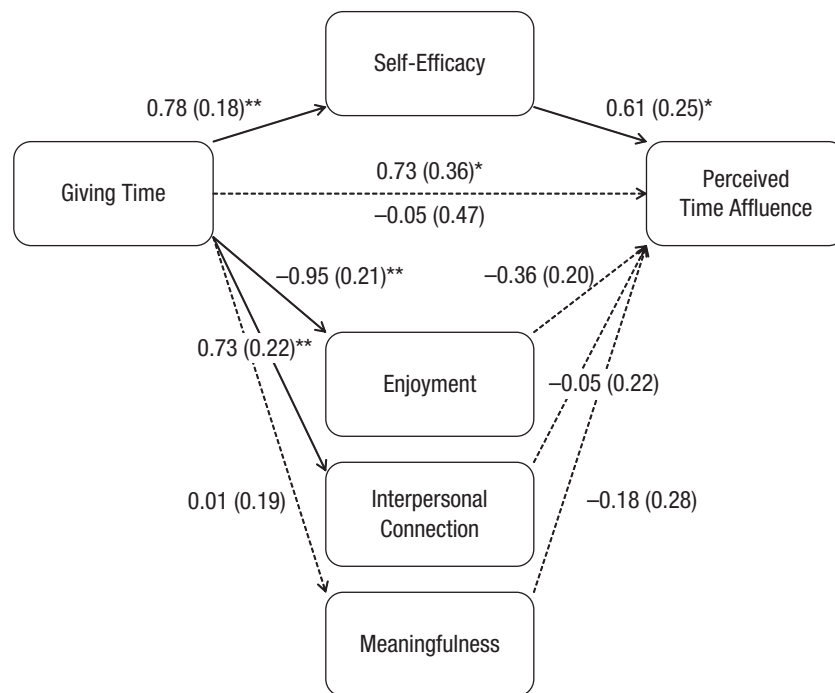 Self-Efficacy
0.78 (0.18)**
0.61 (0.25)*
Giving Time
0.73 (0.36)*
–0.05 (0.47)
Perceived
Time Affluence
–0.95 (0.21)**
–0.36 (0.20)
0.73 (0.22)**
Enjoyment
–0.05 (0.22)
0.01 (0.19)
Interpersonal
Connection
–0.18 (0.28)
Meaningfulness